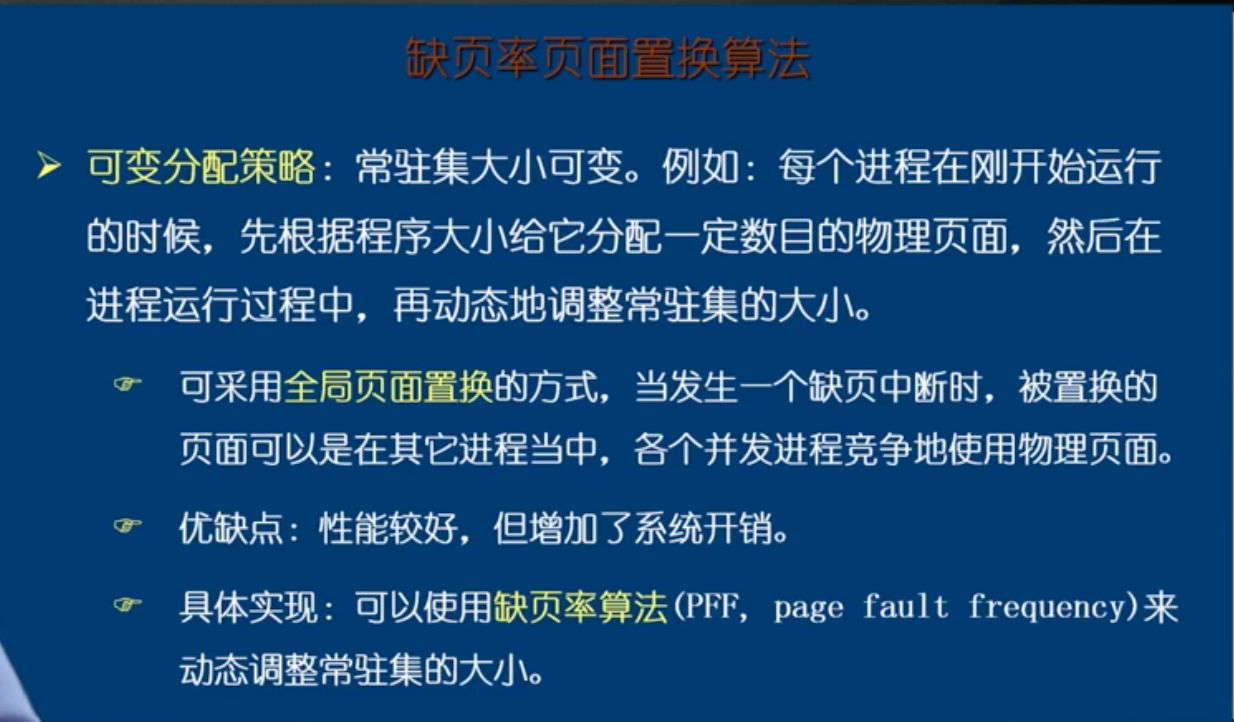 缺页率页面置换算法
可变分配策略：常驻集大小可变。例如：每个进程在刚开始运行
的时候，先根据程序大小给它分配一定数目的物理页面，然后在
进程运行过程中，再动态地调整常驻集的大小。
可采用全局页面置换的方式，当发生一个缺页中断时，被置换的
页面可以是在其它进程当中，各个并发进程竞争地使用物理页面。
优缺点：性能较好，但增加了系统开销。
具体实现：可以使用缺页率算法(PFF, page fault frequency)来
动态调整常驻集的大小。